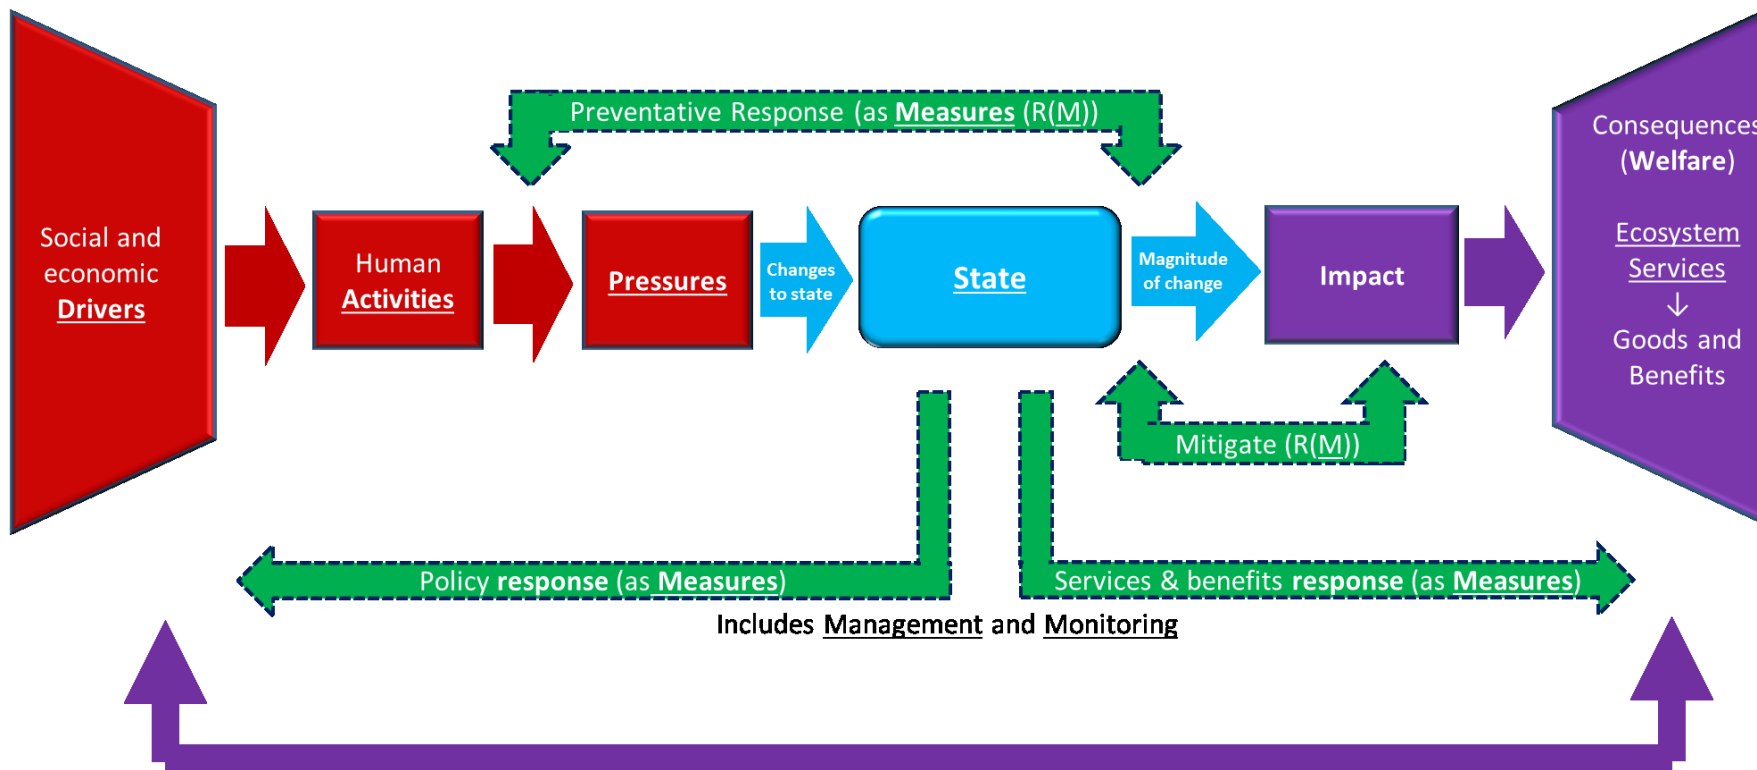 Preventative Response (as Measures (R(M))
Social and
economic
Drivers
Human
Activities
Pressures
Changes
to state
State
Magnitude
of change
Impact
Consequences
(Welfare)
Ecosystem
Services
↓
Goods and
Benefits
Mitigate (R(M))
Policy response (as Measures)
Services & benefits response (as Measures)
Includes Management and Monitoring